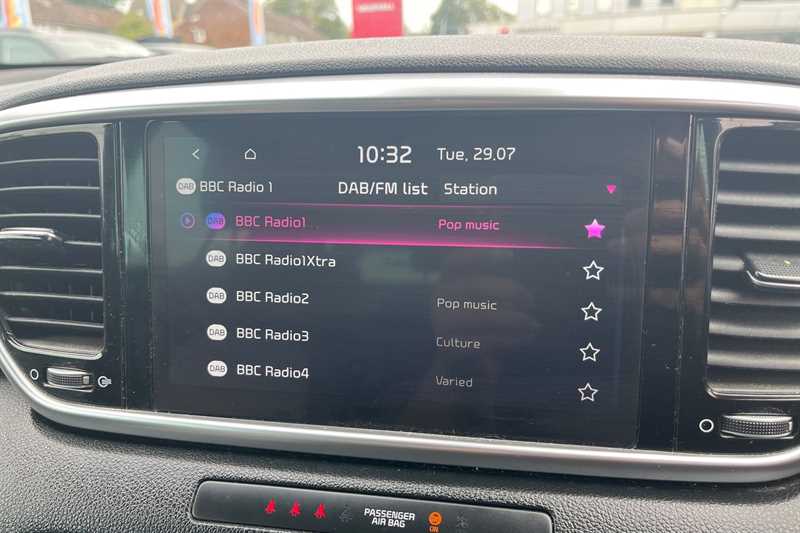 10:32 Tue, 29.07
DAB BBC Radio 1 DAB/FM list Station
DAB BBC Radio1 Pop music
DAB BBC Radio1Xtra
DAB BBC Radio2 Pop music
DAB BBC Radio3 Culture
DAB BBC Radio4 Varied
PASSENGER
AIR BAG ON